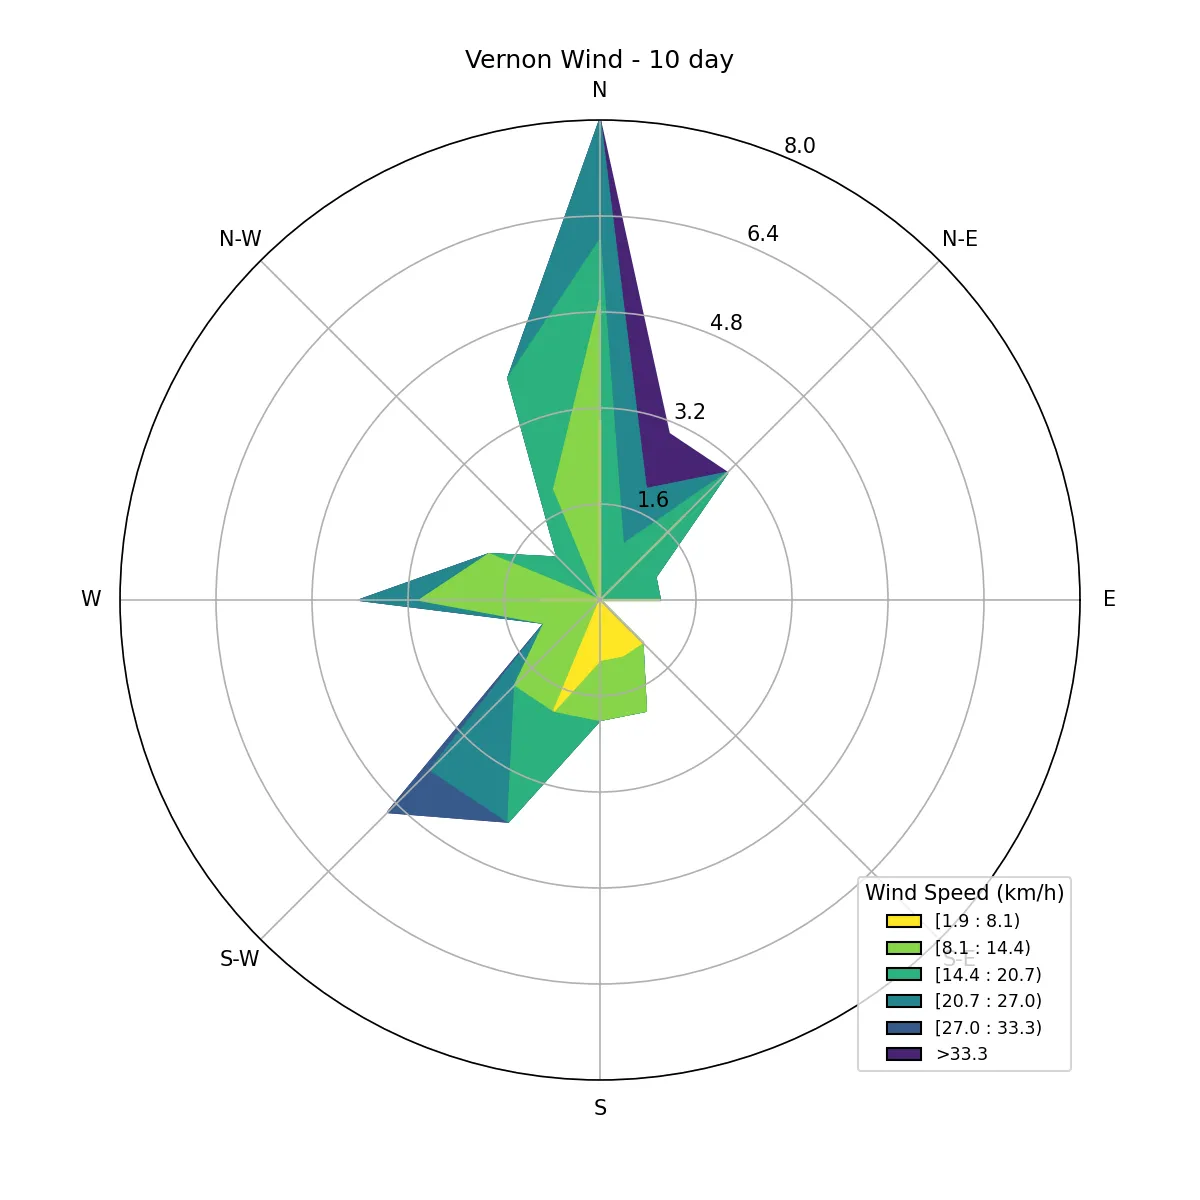 Vernon Wind - 10 day
N
8.0
N-W
6.4
N-E
4.8
3.2
1.6
W
E
S-W
S-E
S
Wind Speed (km/h)
[1.9 : 8.1)
[8.1 : 14.4)
[14.4 : 20.7)
[20.7 : 27.0)
[27.0 : 33.3)
>33.3